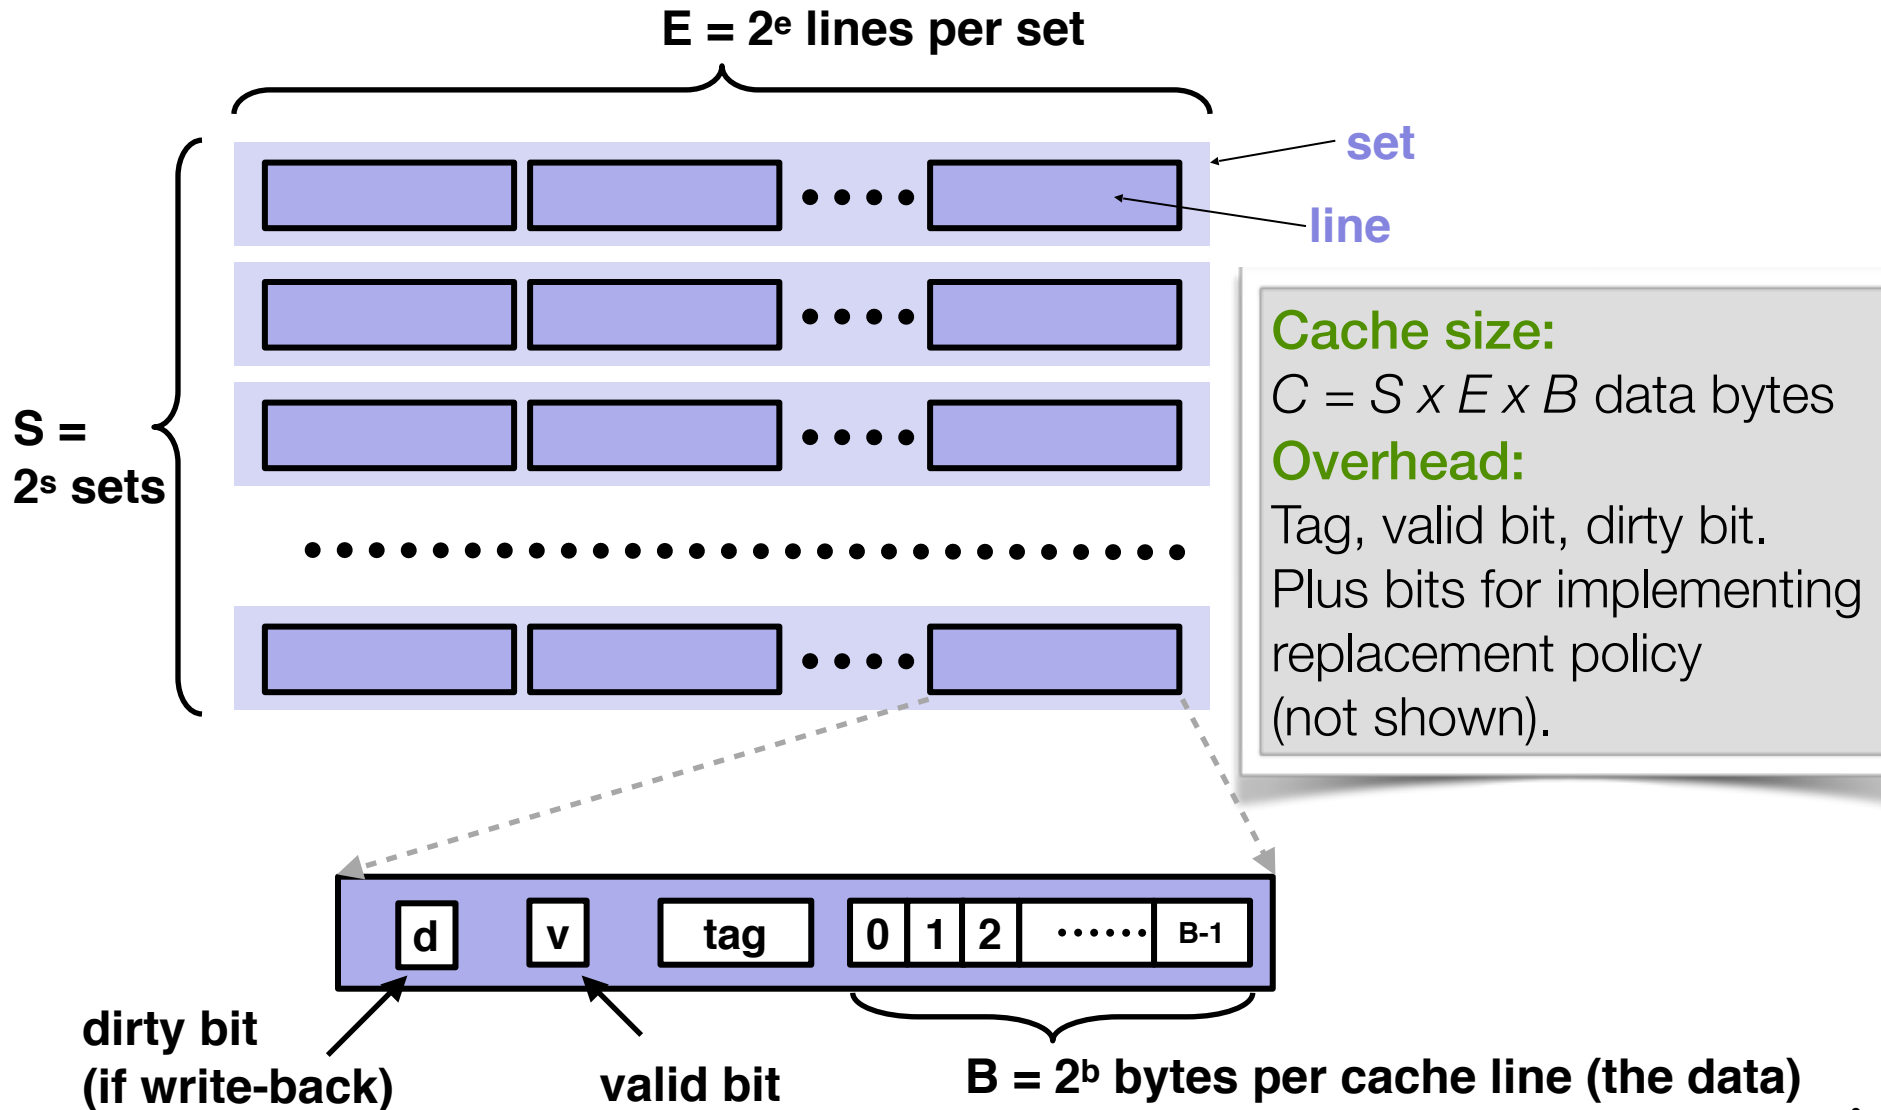 E = 2ᵉ lines per set
set
line
S =
2ˢ sets
Cache size:
C = S x E x B data bytes
Overhead:
Tag, valid bit, dirty bit.
Plus bits for implementing
replacement policy
(not shown).
d v tag 0 1 2 ······ B-1
dirty bit
(if write-back)
valid bit
B = 2ᵇ bytes per cache line (the data)